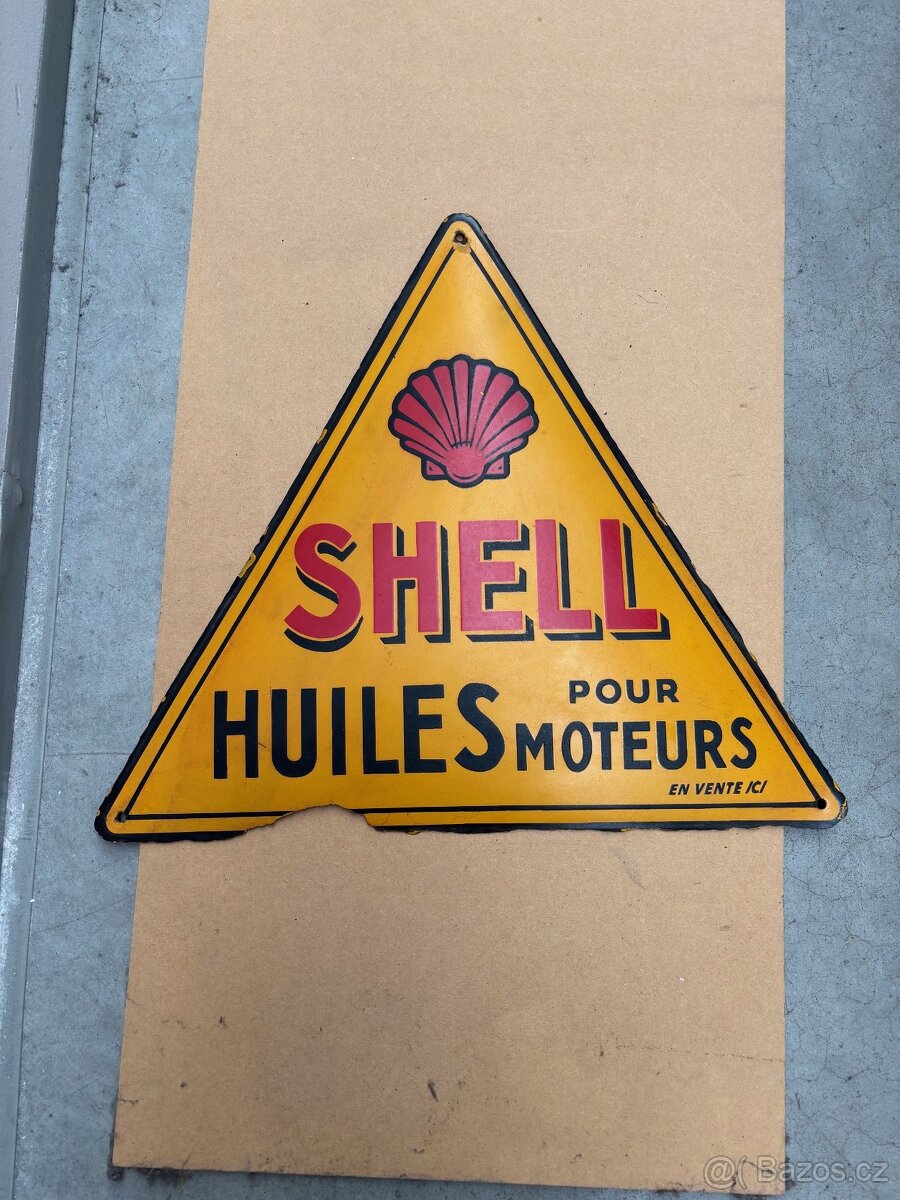 SHELL
HUILES POUR MOTEURS
EN VENTE ICI
@( Bazos.cz